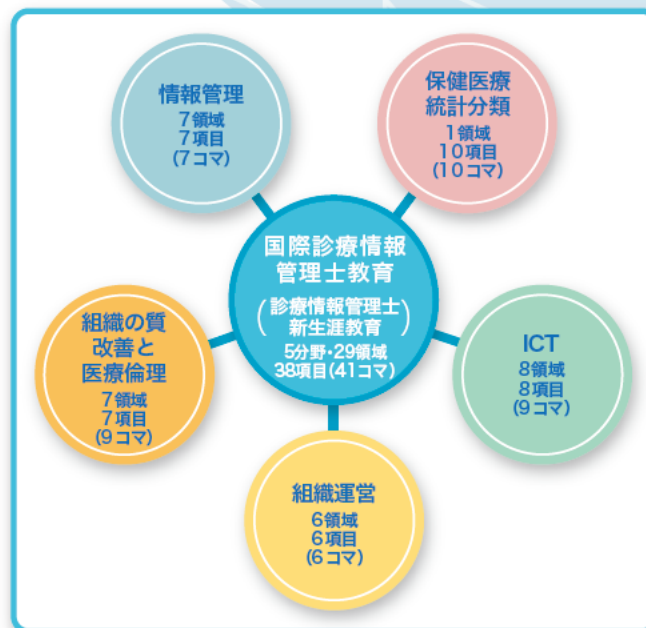 情報管理
7領域
7項目
(7コマ)
保健医療
統計分類
1領域
10項目
(10コマ)
国際診療情報
管理士教育
(診療情報管理士
新生涯教育)
5分野・29領域
38項目(41コマ)
組織の質
改善と
医療倫理
7領域
7項目
(9コマ)
ICT
8領域
8項目
(9コマ)
組織運営
6領域
6項目
(6コマ)